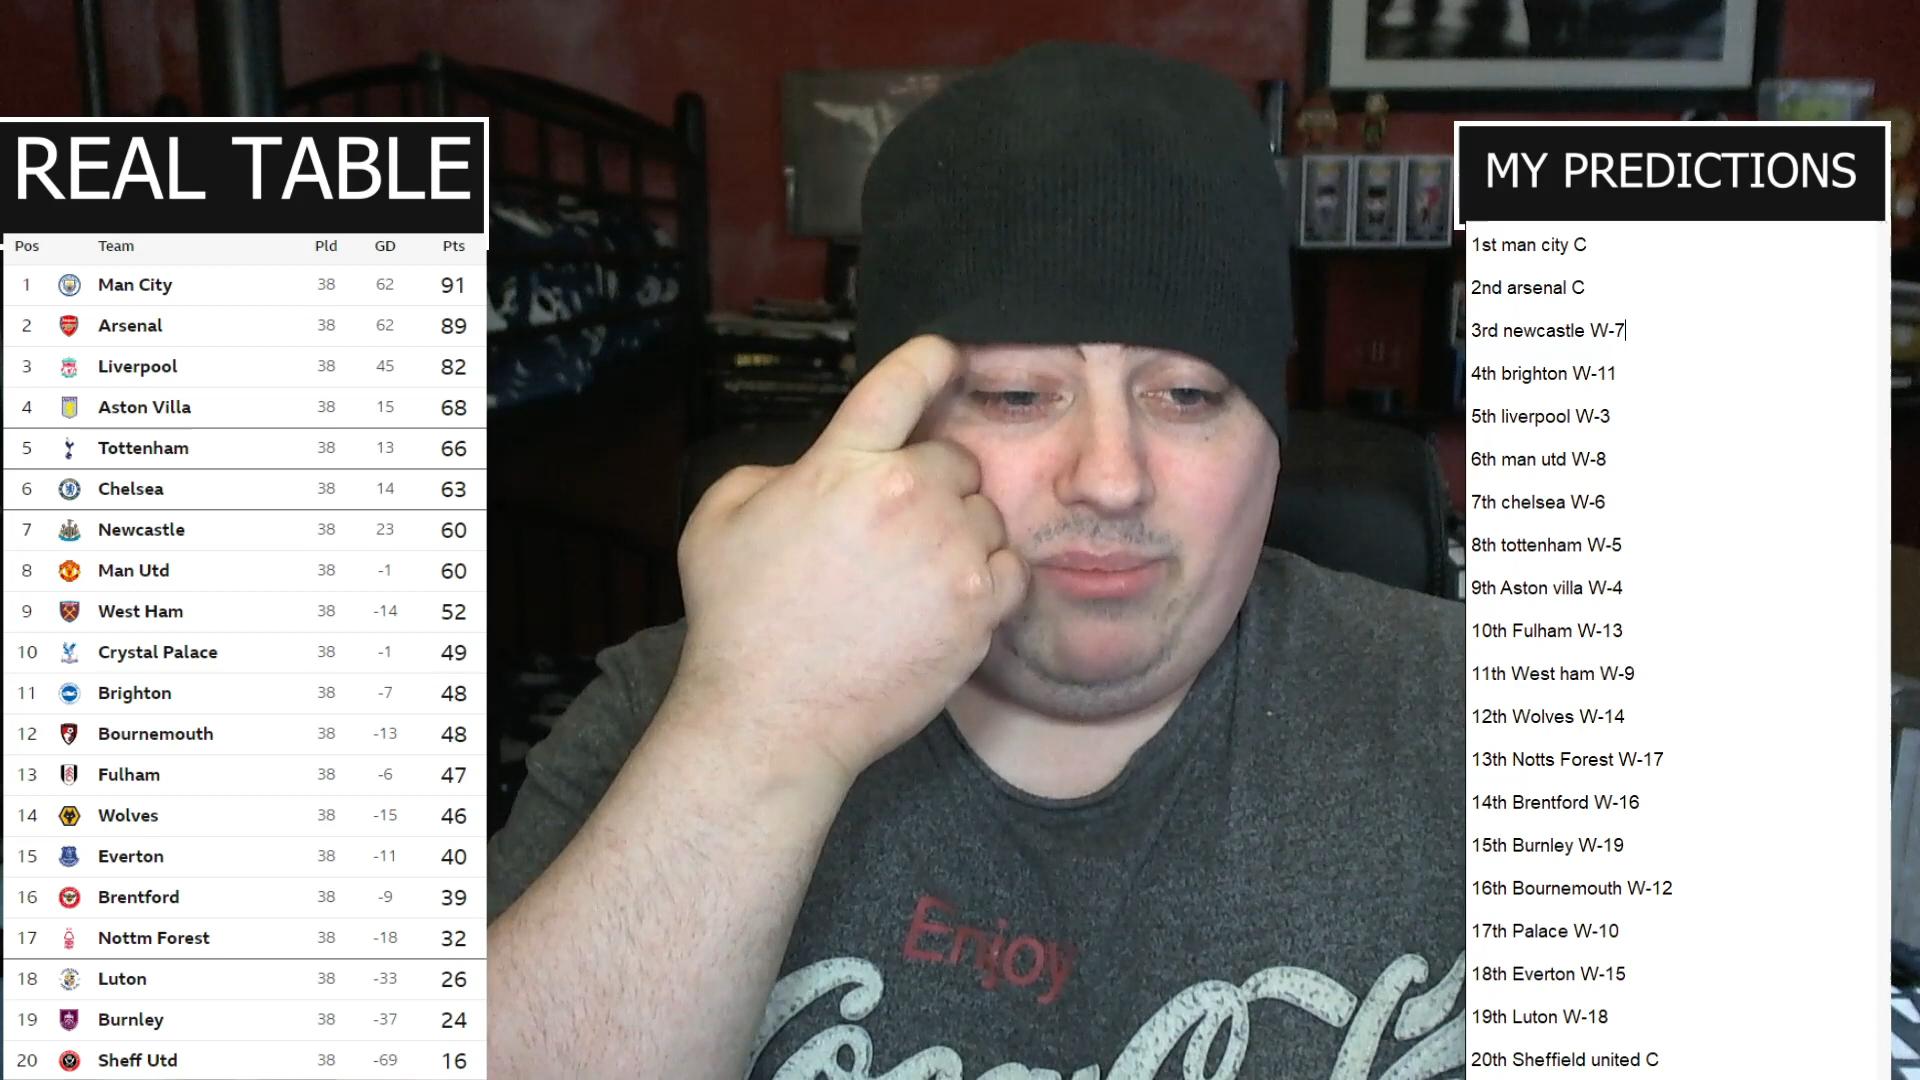 REAL TABLE
Pos Team Pld GD Pts
1 Man City 38 62 91
2 Arsenal 38 62 89
3 Liverpool 38 45 82
4 Aston Villa 38 15 68
5 Tottenham 38 13 66
6 Chelsea 38 14 63
7 Newcastle 38 23 60
8 Man Utd 38 -1 60
9 West Ham 38 -14 52
10 Crystal Palace 38 -1 49
11 Brighton 38 -7 48
12 Bournemouth 38 -13 48
13 Fulham 38 -6 47
14 Wolves 38 -15 46
15 Everton 38 -11 40
16 Brentford 38 -9 39
17 Nottm Forest 38 -18 32
18 Luton 38 -33 26
19 Burnley 38 -37 24
20 Sheff Utd 38 -69 16
Enjoy
MY PREDICTIONS
1st man city C
2nd arsenal C
3rd newcastle W-7
4th brighton W-11
5th liverpool W-3
6th man utd W-8
7th chelsea W-6
8th tottenham W-5
9th Aston villa W-4
10th Fulham W-13
11th West ham W-9
12th Wolves W-14
13th Notts Forest W-17
14th Brentford W-16
15th Burnley W-19
16th Bournemouth W-12
17th Palace W-10
18th Everton W-15
19th Luton W-18
20th Sheffield united C